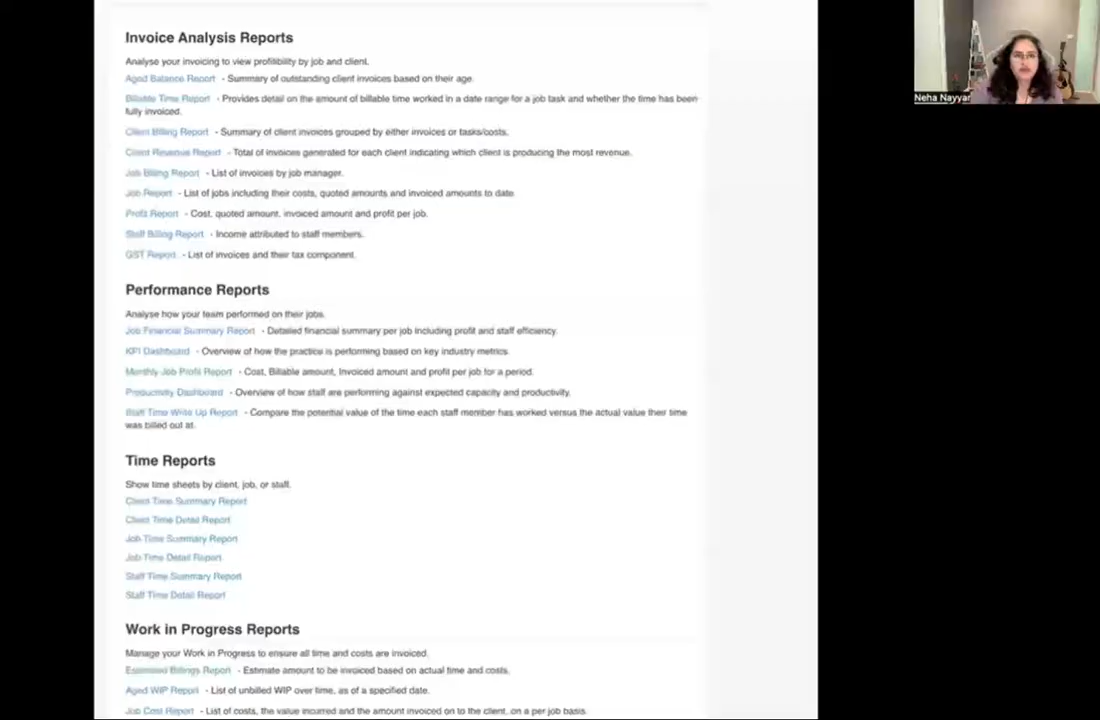 Invoice Analysis Reports
Analyse your invoicing to view profitibility by job and client.
Aged Balance Report - Summary of outstanding client invoices based on their age.
Billable Time Report - Provides detail on the amount of billable time worked in a date range for a job task and whether the time has been
fully invoiced.
Client Billing Report - Summary of client invoices grouped by either invoices or tasks/costs.
Client Revenue Report - Total of invoices generated for each client indicating which client is producing the most revenue.
Job Billing Report - List of invoices by job manager.
Job Report - List of jobs including their costs, quoted amounts and invoiced amounts to date.
Profit Report - Cost, quoted amount, invoiced amount and profit per job.
Staff Billing Report - Income attributed to staff members.
GST Report - List of invoices and their tax component.
Performance Reports
Analyse how your team performed on their jobs.
Job Financial Summary Report - Detailed financial summary per job including profit and staff efficiency.
KPI Dashboard - Overview of how the practice is performing based on key industry metrics.
Monthly Job Profit Report - Cost, Billable amount, Invoiced amount and profit per job for a period.
Productivity Dashboard - Overview of how staff are performing against expected capacity and productivity.
Staff Time Write Up Report - Compare the potential value of the time each staff member has worked versus the actual value their time
was billed out at.
Time Reports
Show time sheets by client, job, or staff.
Client Time Summary Report
Client Time Detail Report
Job Time Summary Report
Job Time Detail Report
Staff Time Summary Report
Staff Time Detail Report
Work in Progress Reports
Manage your Work in Progress to ensure all time and costs are invoiced.
Estimated Billings Report - Estimate amount to be invoiced based on actual time and costs.
Aged WIP Report - List of unbilled WIP over time, as of a specified date.
Job Cost Report - List of costs, the value incurred and the amount invoiced on to the client, on a per job basis.
Neha Nayyar